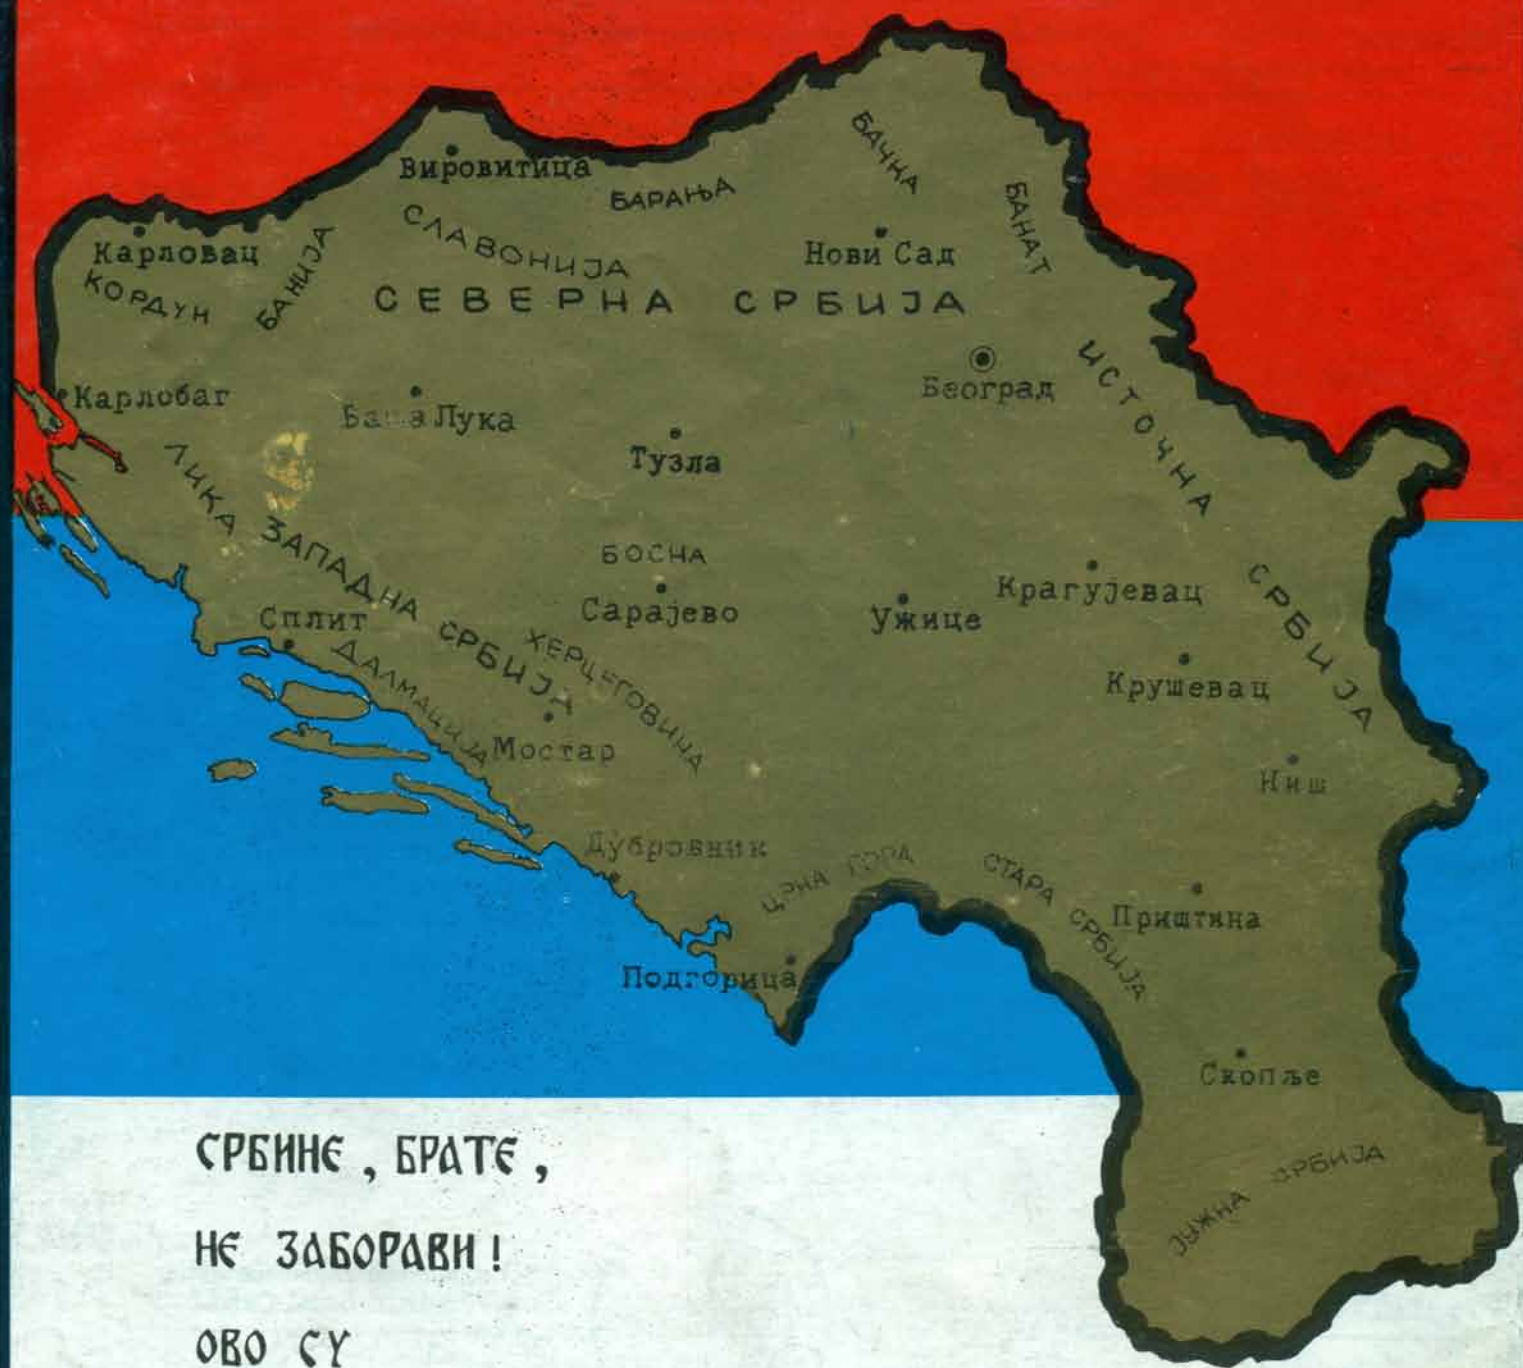 Вировитица
БАРАЊА
БАЧКА
БАНАТ
СЛАВОНИЈА
Карловац
КОРДУН
БАНИЈА
Нови Сад
СЕВЕРНА СРБИЈА
Београд
ИСТОЧНА СРБИЈА
Карлобаг
Бања Лука
Тузла
ЛИКА
ЗАПАДНА СРБИЈА
БОСНА
Сарајево
Ужице
Крагујевац
Сплит
ДАЛМАЦИЈА
ХЕРЦЕГОВИНА
Крушевац
Мостар
Ниш
Дубровник
ЦРНА ГОРА
СТАРА СРБИЈА
Приштина
Подгорица
Скопље
ЈУЖНА СРБИЈА
СРБИНЕ, БРАТЕ,
НЕ ЗАБОРАВИ!
ОВО СУ